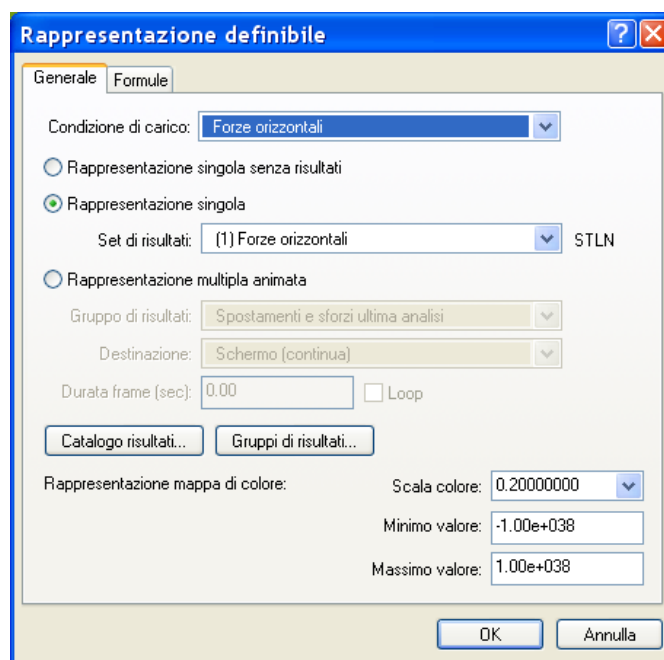 Rappresentazione definibile
Generale Formule
Condizione di carico: Forze orizzontali
Rappresentazione singola senza risultati
Rappresentazione singola
Set di risultati: (1) Forze orizzontali STLN
Rappresentazione multipla animata
Gruppo di risultati: Spostamenti e sforzi ultima analisi
Destinazione: Schermo (continua)
Durata frame (sec): 0.00 Loop
Catalogo risultati... Gruppi di risultati...
Rappresentazione mappa di colore: Scala colore: 0.20000000
Minimo valore: -1.00e+038
Massimo valore: 1.00e+038
OK Annulla